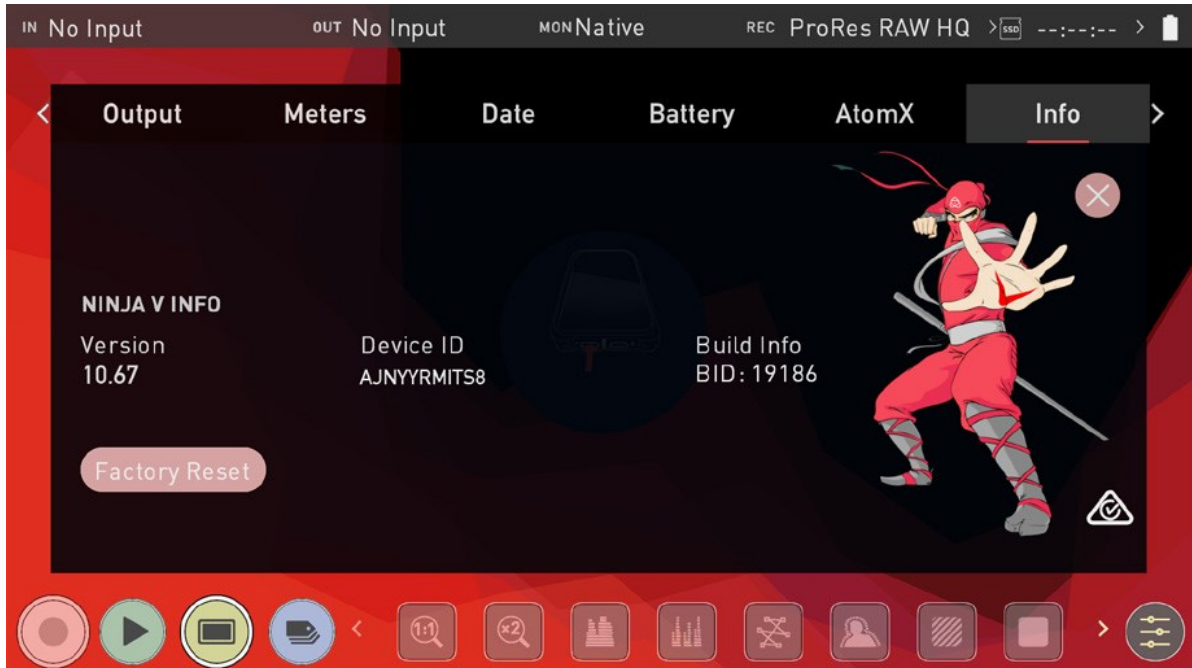 IN No Input OUT No Input MON Native REC ProRes RAW HQ > SSD --:--:-- >
< Output Meters Date Battery AtomX Info >
NINJA V INFO
Version Device ID Build Info
10.67 AJNYYRMITS8 BID: 19186
Factory Reset
1:1 x2